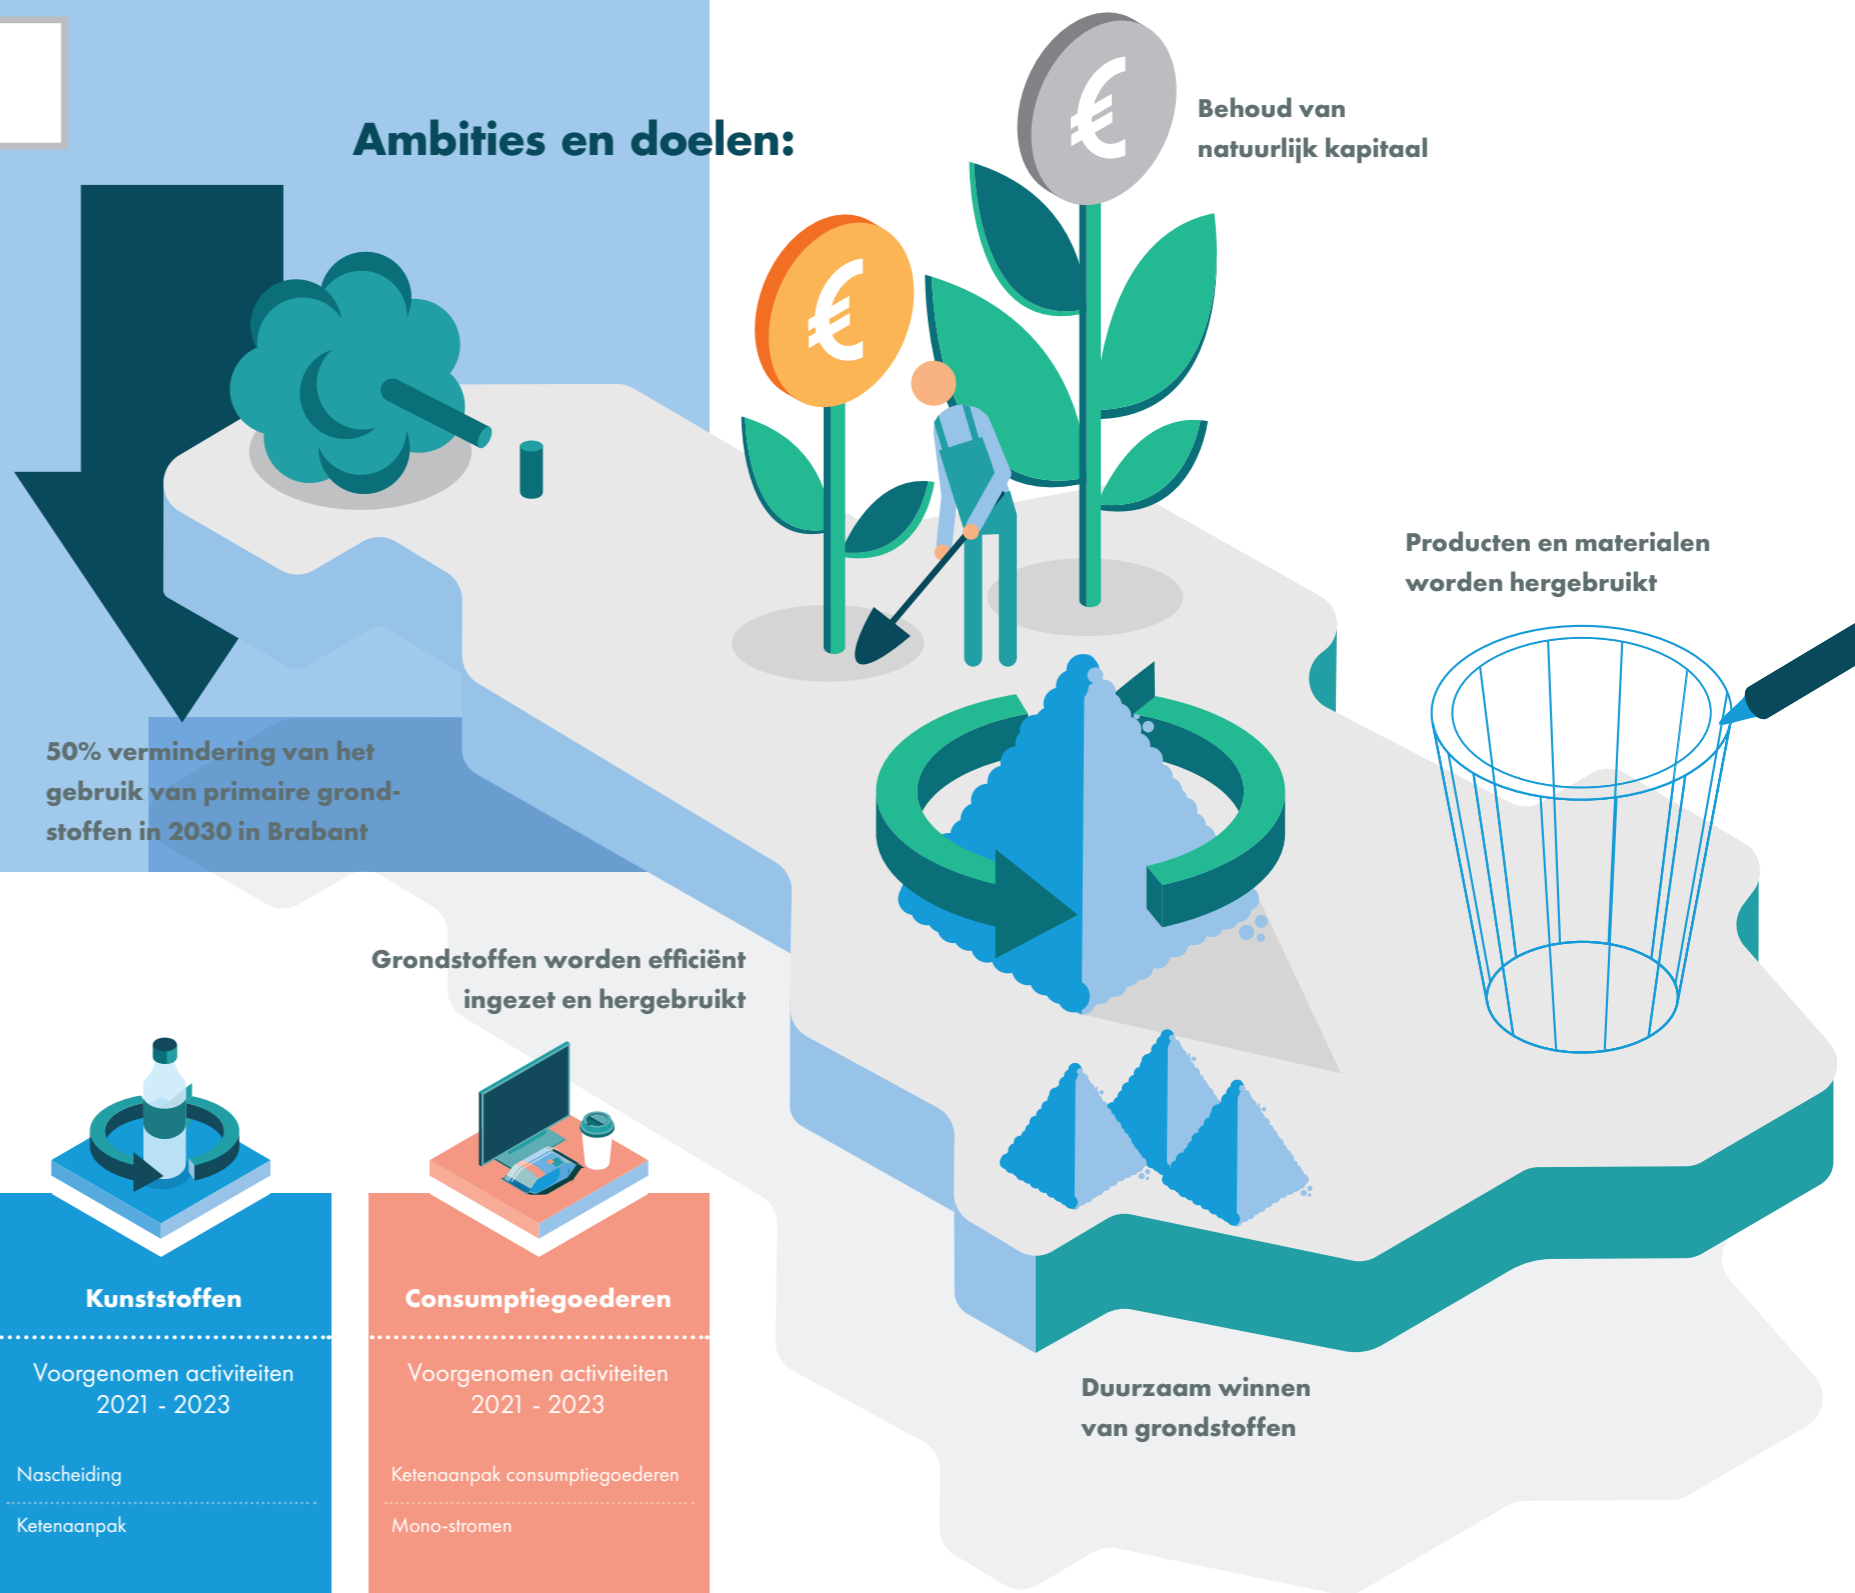 Ambities en doelen:
Behoud van
natuurlijk kapitaal
Producten en materialen
worden hergebruikt
50% vermindering van het
gebruik van primaire grond-
stoffen in 2030 in Brabant
Grondstoffen worden efficiënt
ingezet en hergebruikt
Duurzaam winnen
van grondstoffen
Kunststoffen
Voorgenomen activiteiten
2021 - 2023
Nascheiding
Ketenaanpak
Consumptiegoederen
Voorgenomen activiteiten
2021 - 2023
Ketenaanpak consumptiegoederen
Mono-stromen
€
€